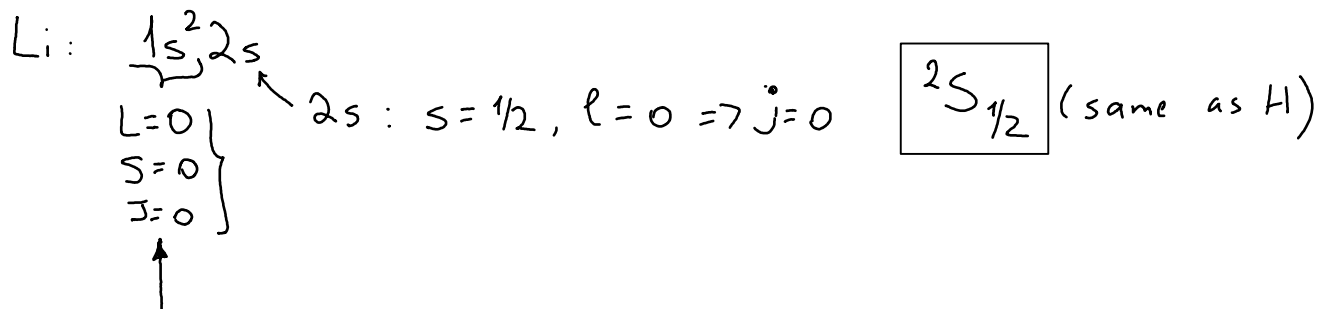 Li: 1s²2s
2s: s = 1/2, l = 0 => j = 0
²S₁/₂ (same as H)
L=0
S=0
J=0